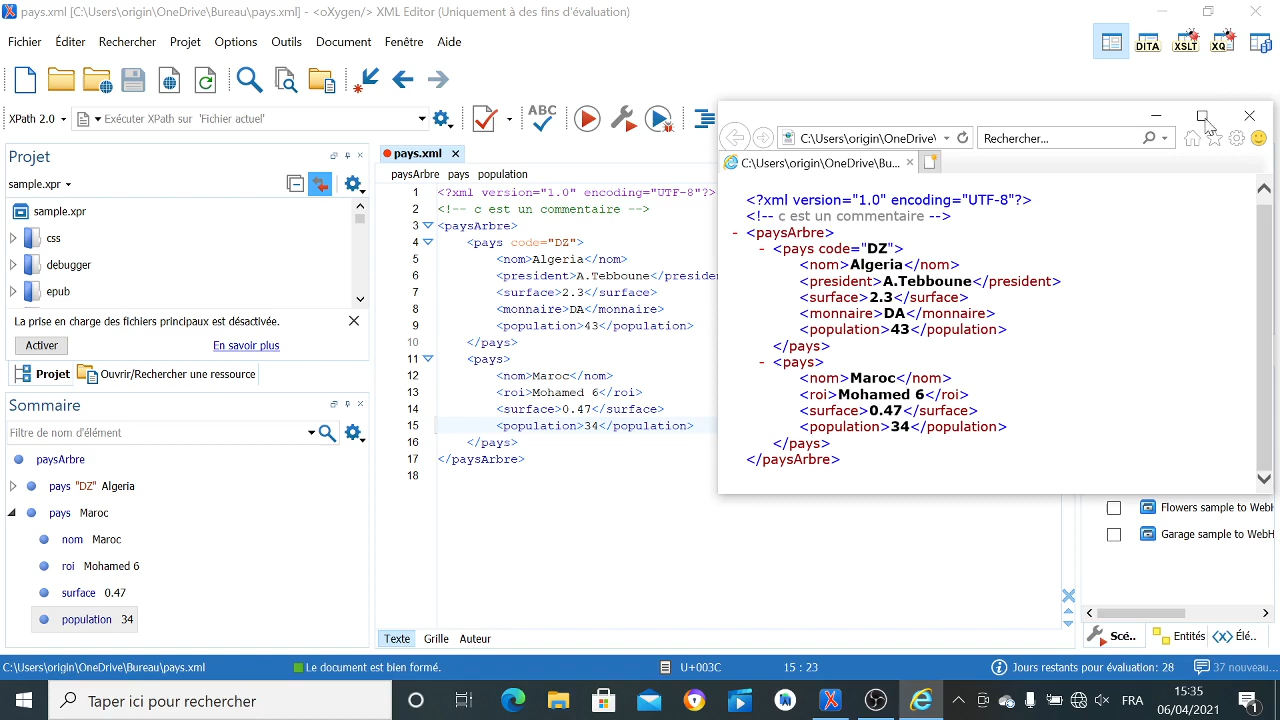 pays.xml [C:\Users\origin\OneDrive\Bureau\pays.xml] - <oXygen/> XML Editor (Uniquement à des fins d'évaluation)
Fichier Éditer Rechercher Projet Options Outils Document Fenêtre Aide
DITA XSLT XQ
XPath 2.0 Exécuter XPath sur 'Fichier actuel' ABC
Projet
sample.xpr
sample.xpr
css
debugger
epub
La prise en charge des fichiers principaux est désactivée.
Activer En savoir plus
Projet Ouvrir/Rechercher une ressource
Sommaire
Filtre de nom d'élément
paysArbre
pays "DZ" Algeria
pays Maroc
nom Maroc
roi Mohamed 6
surface 0.47
population 34
pays.xml
paysArbre pays population
1 <?xml version="1.0" encoding="UTF-8"?>
2 <!-- c est un commentaire -->
3 <paysArbre>
4 <pays code="DZ">
5 <nom>Algeria</nom>
6 <president>A.Tebboune</presider
7 <surface>2.3</surface>
8 <monnaire>DA</monnaire>
9 <population>43</population>
10 </pays>
11 <pays>
12 <nom>Maroc</nom>
13 <roi>Mohamed 6</roi>
14 <surface>0.47</surface>
15 <population>34</population>
16 </pays>
17 </paysArbre>
18
Texte Grille Auteur
C:\Users\origin\OneDrive\ Rechercher...
C:\Users\origin\OneDrive\Bu...
<?xml version="1.0" encoding="UTF-8"?>
<!-- c est un commentaire -->
- <paysArbre>
- <pays code="DZ">
<nom>Algeria</nom>
<president>A.Tebboune</president>
<surface>2.3</surface>
<monnaire>DA</monnaire>
<population>43</population>
</pays>
- <pays>
<nom>Maroc</nom>
<roi>Mohamed 6</roi>
<surface>0.47</surface>
<population>34</population>
</pays>
</paysArbre>
Flowers sample to WebH
Garage sample to WebH
Scé.. Entités Élé..
C:\Users\origin\OneDrive\Bureau\pays.xml Le document est bien formé. U+003C 15 : 23 Jours restants pour évaluation: 28 37 nouveau...
Taper ici pour rechercher FRA 15:35
06/04/2021
1